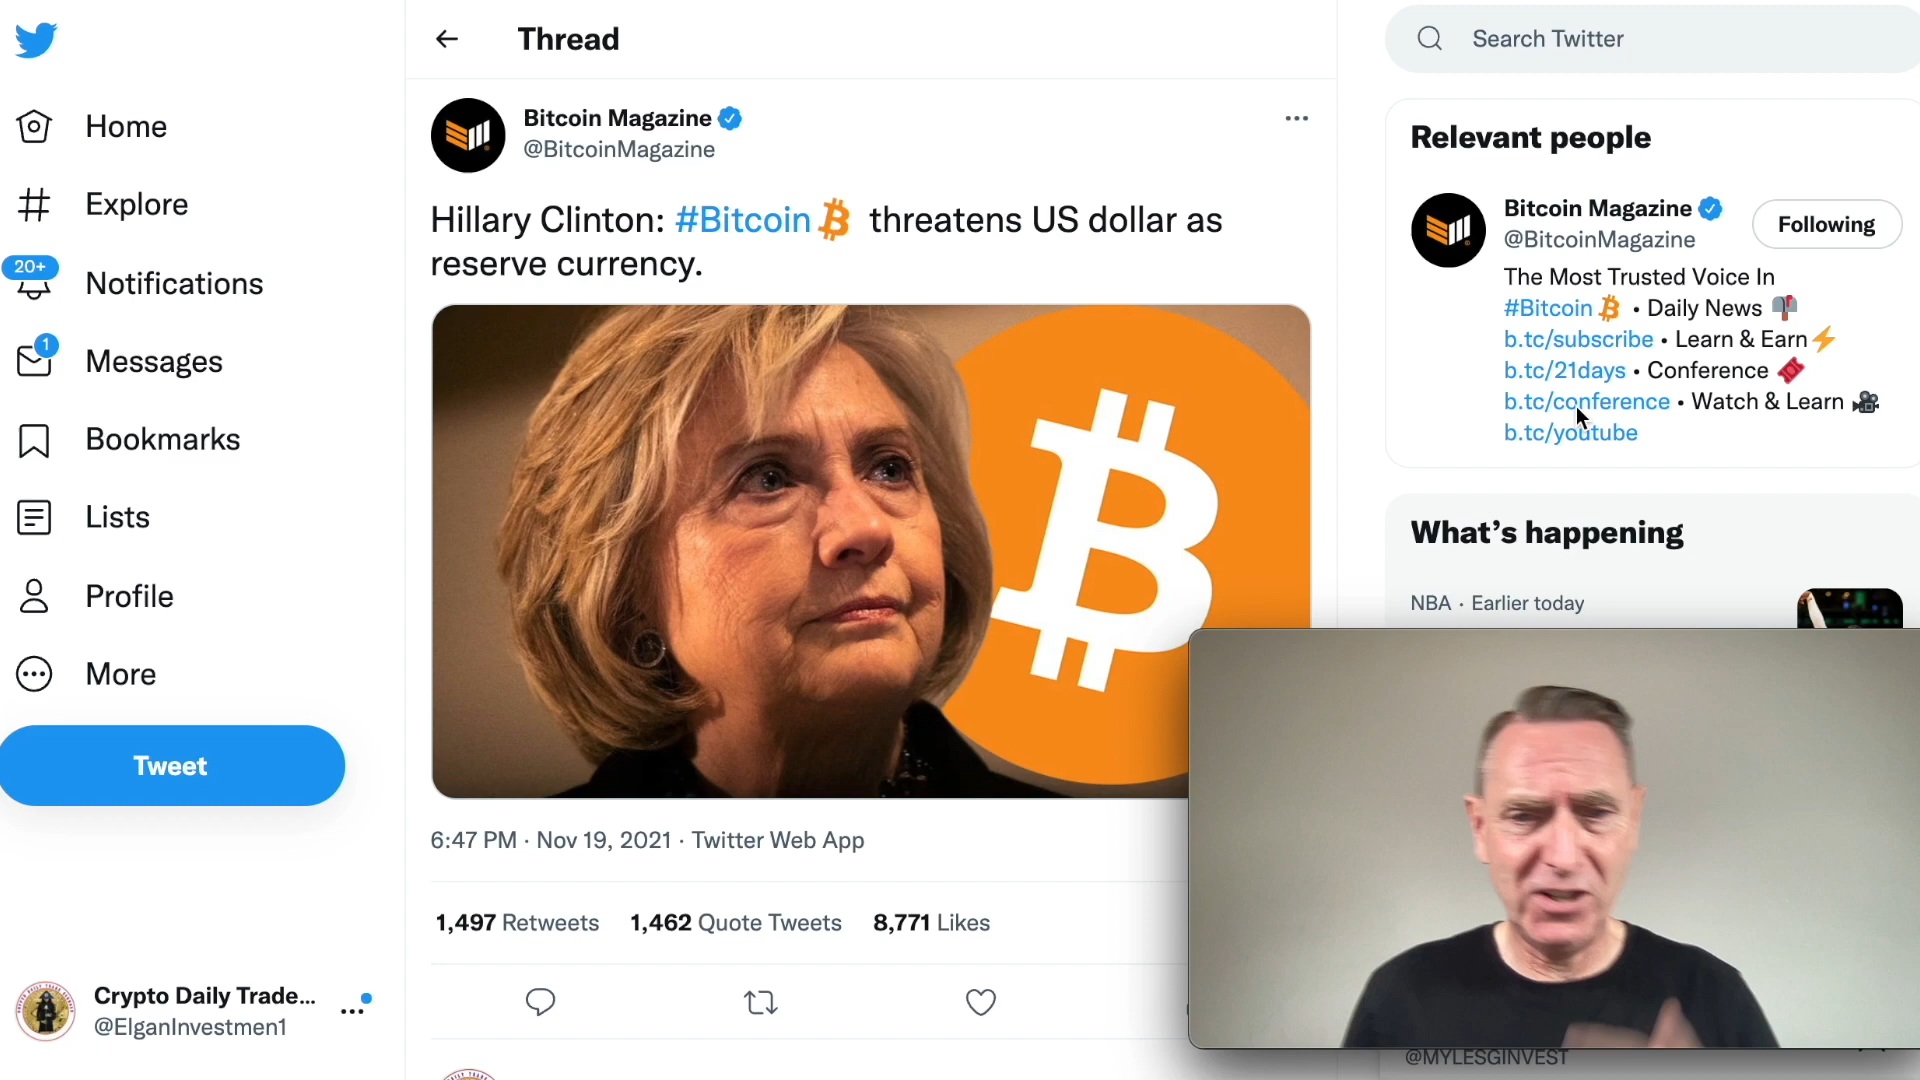 Home
Explore
20+
Notifications
1
Messages
Bookmarks
Lists
Profile
More
Tweet
Crypto Daily Trade...
@ElganInvestmen1
Thread
Bitcoin Magazine
@BitcoinMagazine
Hillary Clinton: #Bitcoin threatens US dollar as
reserve currency.
6:47 PM · Nov 19, 2021 · Twitter Web App
1,497 Retweets 1,462 Quote Tweets 8,771 Likes
Search Twitter
Relevant people
Bitcoin Magazine
@BitcoinMagazine
Following
The Most Trusted Voice In
#Bitcoin • Daily News
b.tc/subscribe • Learn & Earn
b.tc/21days • Conference
b.tc/conference • Watch & Learn
b.tc/youtube
What's happening
NBA · Earlier today
@MYLESGINVEST